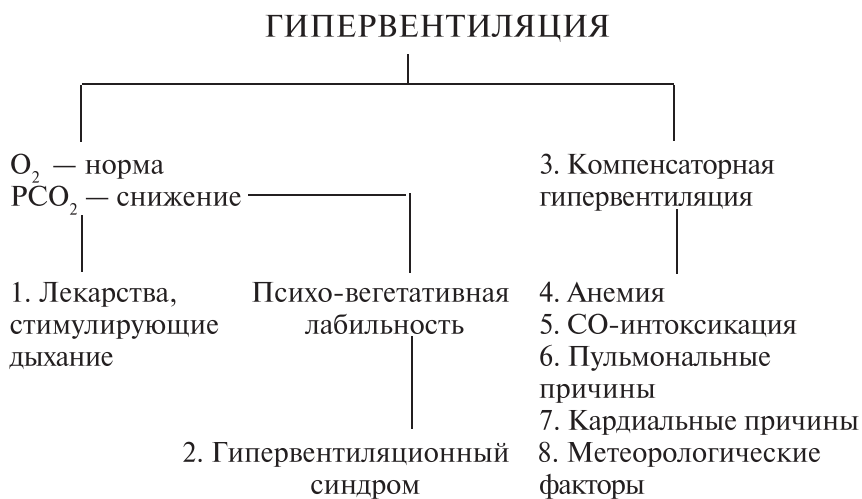 ГИПЕРВЕНТИЛЯЦИЯ
O₂ — норма
PCO₂ — снижение
3. Компенсаторная
гипервентиляция
1. Лекарства,
стимулирующие
дыхание
Психо-вегетативная
лабильность
2. Гипервентиляционный
синдром
4. Анемия
5. СО-интоксикация
6. Пульмональные
причины
7. Кардиальные причины
8. Метеорологические
факторы